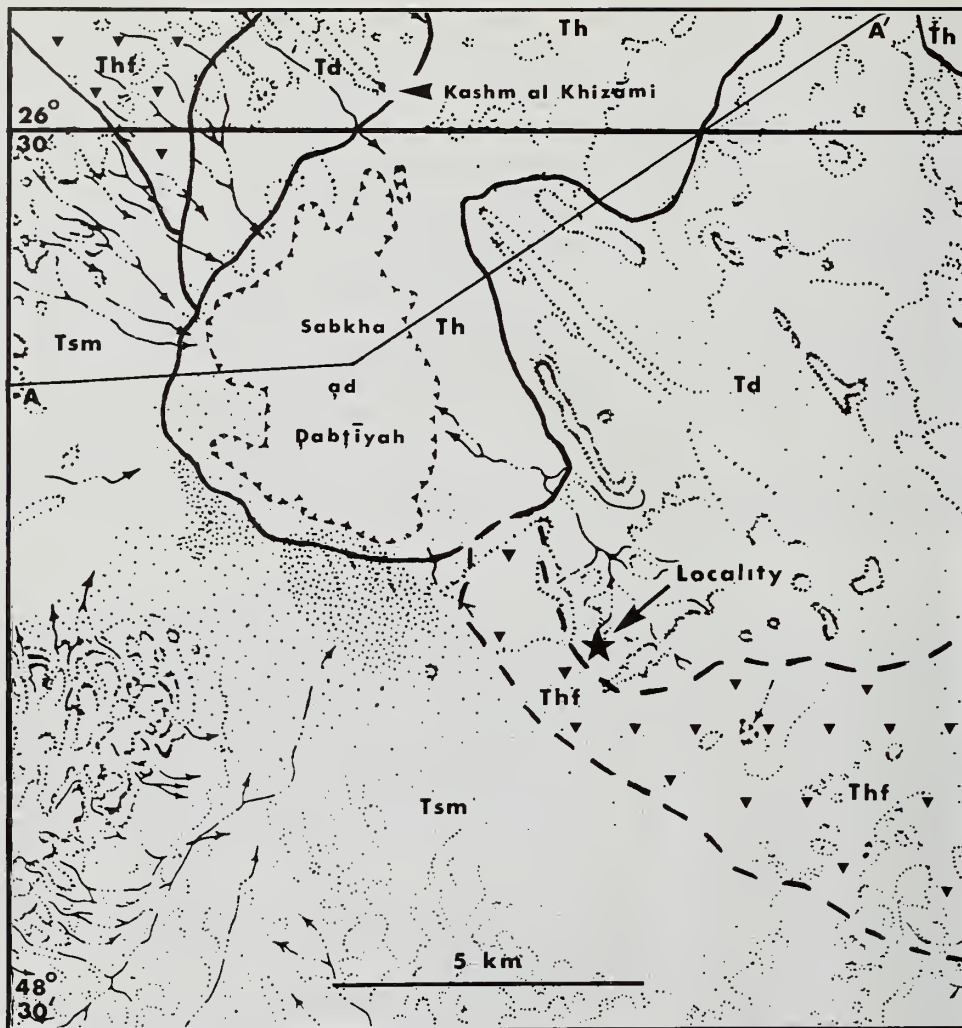 Th
A'
Th
Thf
Td
Kashm al Khizami
26°
30'
Sabkha
Th
Tsm
Td
A
ad
Ḍabṭīyah
Locality
Thf
Thf
Tsm
5 km
48°
30'